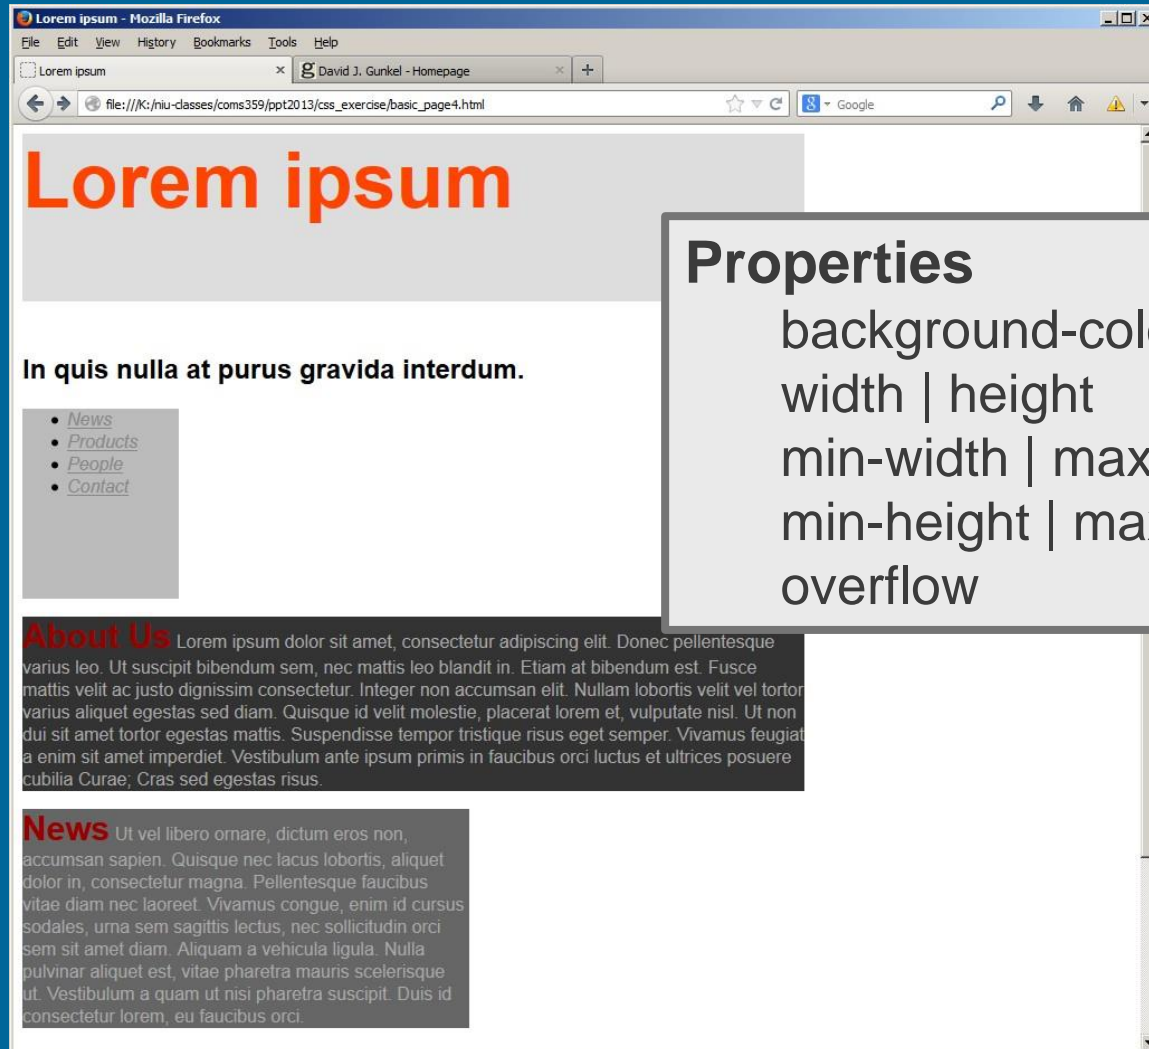 Lorem ipsum - Mozilla Firefox
File Edit View History Bookmarks Tools Help
Lorem ipsum × g David J. Gunkel - Homepage × +
file:///K:/niu-classes/coms359/ppt2013/css_exercise/basic_page4.html 8 Google
Lorem ipsum
Properties
background-col
width | height
min-width | max
min-height | ma
overflow
In quis nulla at purus gravida interdum.
News
Products
People
Contact
About Us Lorem ipsum dolor sit amet, consectetur adipiscing elit. Donec pellentesque
varius leo. Ut suscipit bibendum sem, nec mattis leo blandit in. Etiam at bibendum est. Fusce
mattis velit ac justo dignissim consectetur. Integer non accumsan elit. Nullam lobortis velit vel tortor
varius aliquet egestas sed diam. Quisque id velit molestie, placerat lorem et, vulputate nisl. Ut non
dui sit amet tortor egestas mattis. Suspendisse tempor tristique risus eget semper. Vivamus feugiat
a enim sit amet imperdiet. Vestibulum ante ipsum primis in faucibus orci luctus et ultrices posuere
cubilia Curae; Cras sed egestas risus.
News Ut vel libero ornare, dictum eros non,
accumsan sapien. Quisque nec lacus lobortis, aliquet
dolor in, consectetur magna. Pellentesque faucibus
vitae diam nec laoreet. Vivamus congue, enim id cursus
sodales, urna sem sagittis lectus, nec sollicitudin orci
sem sit amet diam. Aliquam a vehicula ligula. Nulla
pulvinar aliquet est, vitae pharetra mauris scelerisque
ut. Vestibulum a quam ut nisi pharetra suscipit. Duis id
consectetur lorem, eu faucibus orci.